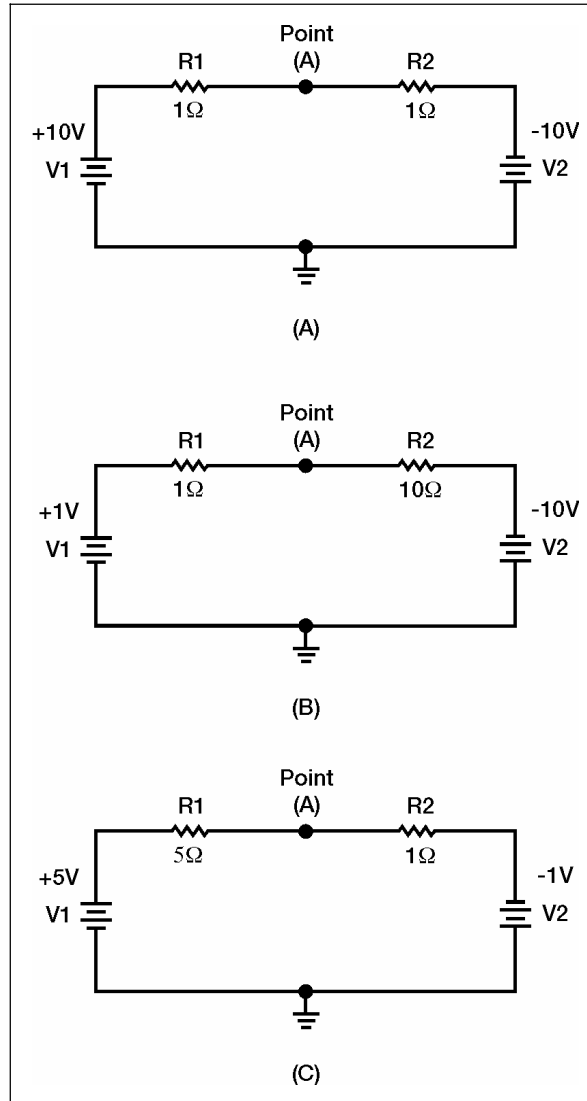 Point
(A)
R1 R2
1Ω 1Ω
+10V -10V
V1 V2
(A)
Point
(A)
R1 R2
1Ω 10Ω
+1V -10V
V1 V2
(B)
Point
(A)
R1 R2
5Ω 1Ω
+5V -1V
V1 V2
(C)